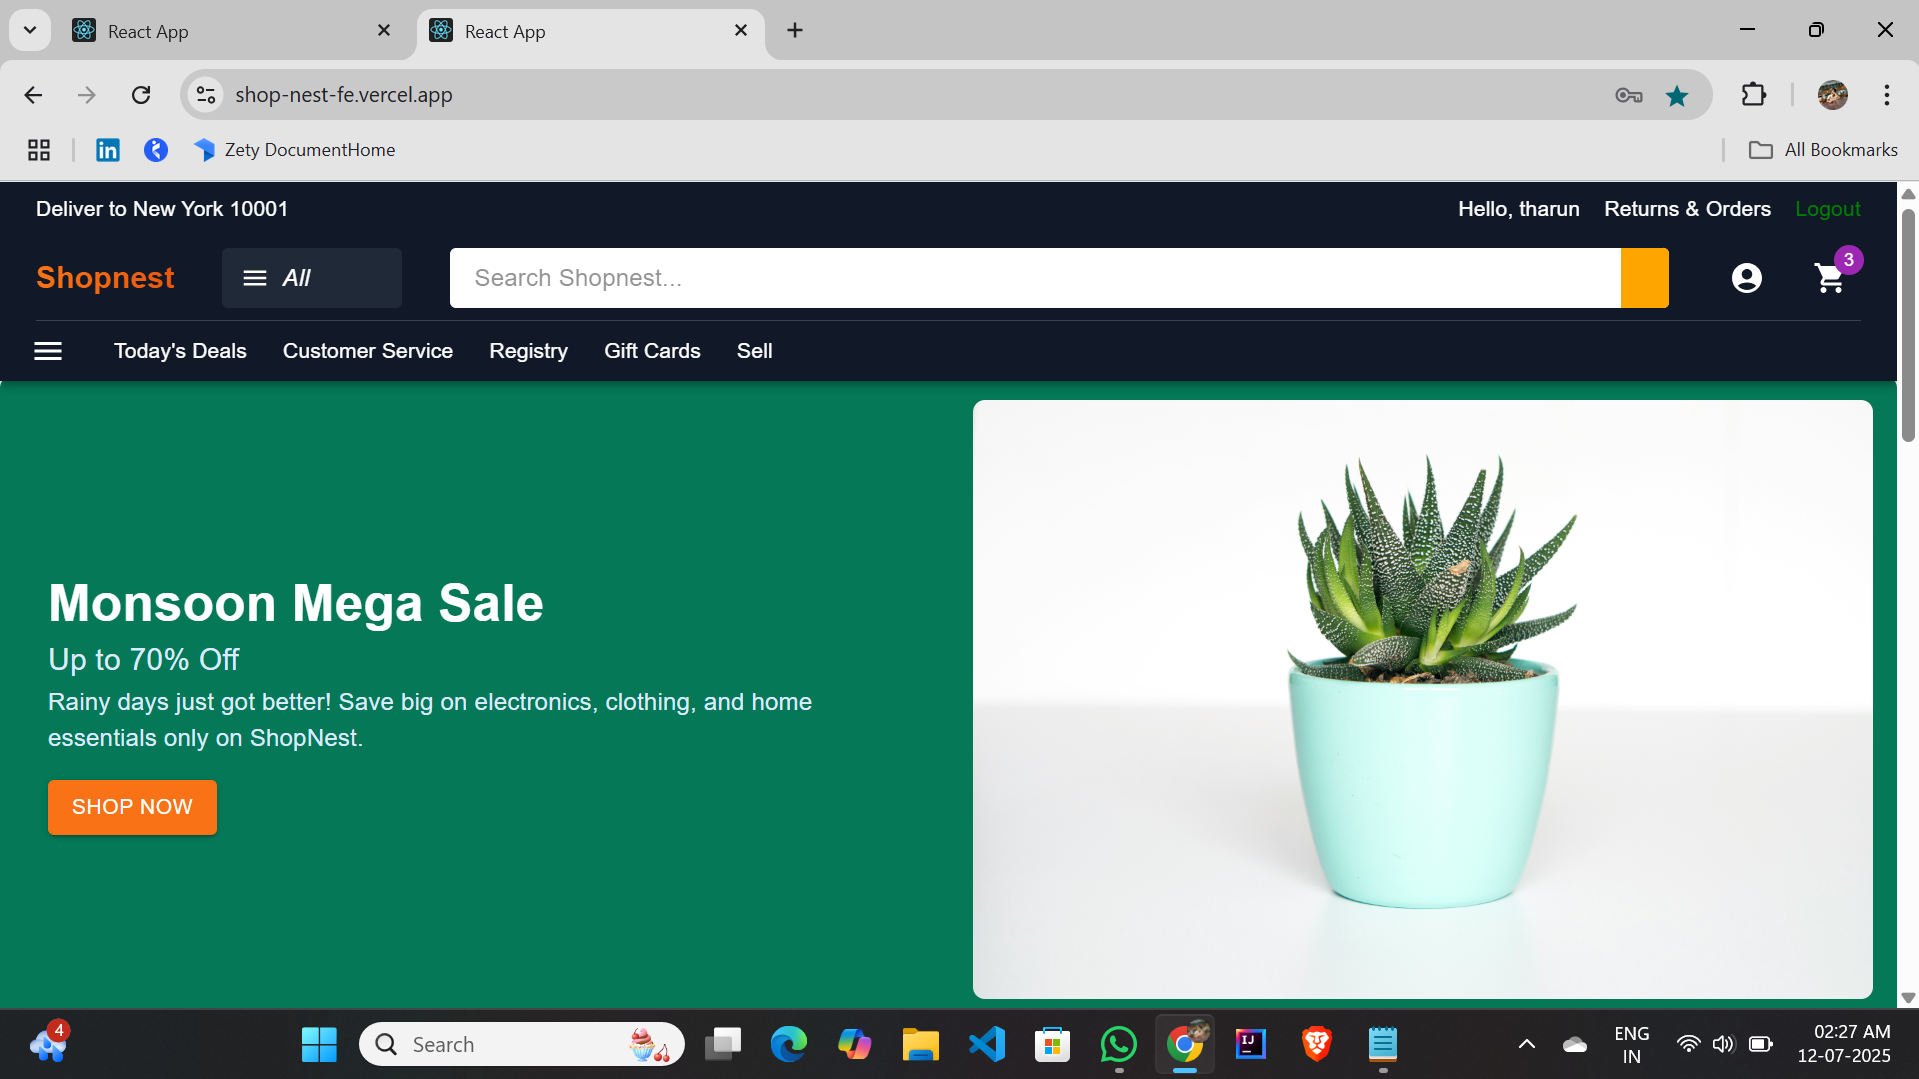 React App
React App
shop-nest-fe.vercel.app
in
Zety DocumentHome
All Bookmarks
Deliver to New York 10001
Hello, tharun
Returns & Orders
Logout
Shopnest
All
Search Shopnest...
3
Today's Deals
Customer Service
Registry
Gift Cards
Sell
Monsoon Mega Sale
Up to 70% Off
Rainy days just got better! Save big on electronics, clothing, and home
essentials only on ShopNest.
SHOP NOW
4
Search
IJ
ENG
IN
02:27 AM
12-07-2025